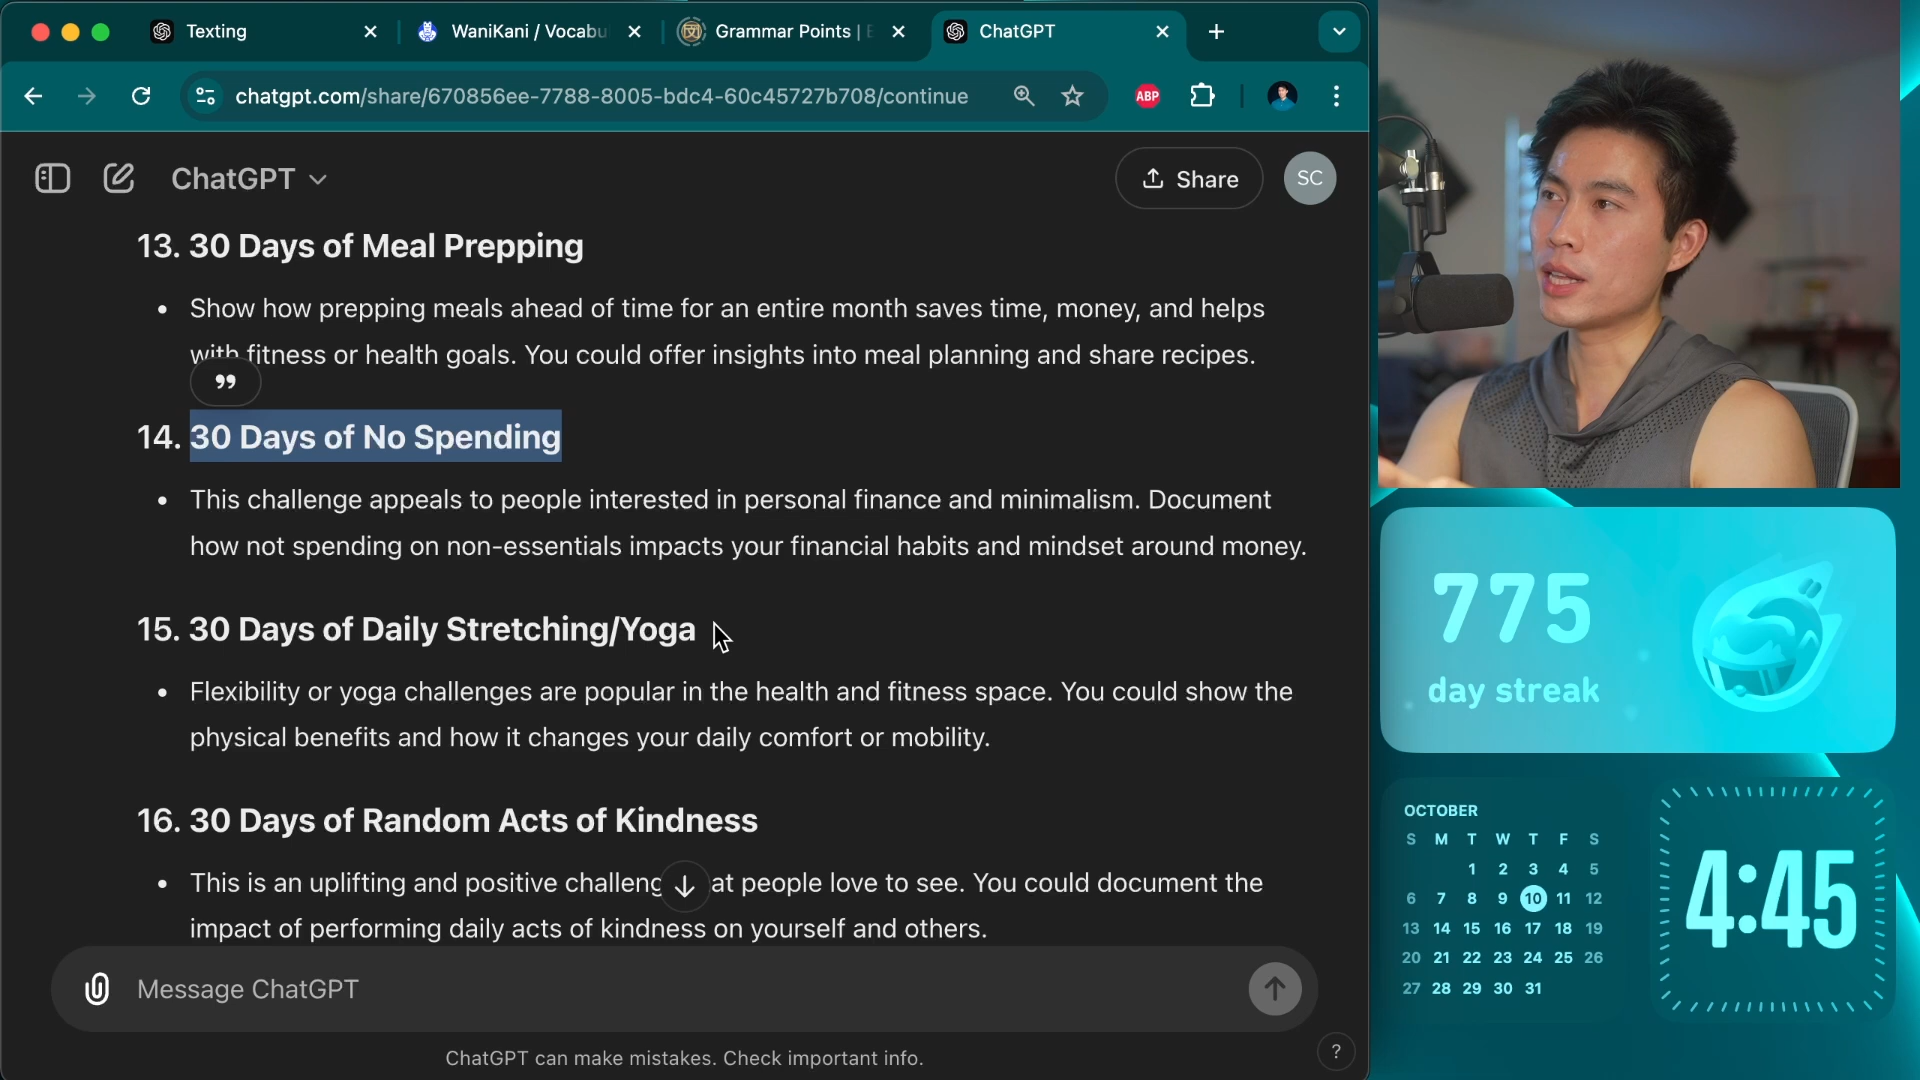 Texting
WaniKani / Vocabu
Grammar Points |
ChatGPT
chatgpt.com/share/670856ee-7788-8005-bdc4-60c45727b708/continue
ABP
ChatGPT
Share
SC
13. 30 Days of Meal Prepping
• Show how prepping meals ahead of time for an entire month saves time, money, and helps
with fitness or health goals. You could offer insights into meal planning and share recipes.
14. 30 Days of No Spending
• This challenge appeals to people interested in personal finance and minimalism. Document
how not spending on non-essentials impacts your financial habits and mindset around money.
15. 30 Days of Daily Stretching/Yoga
• Flexibility or yoga challenges are popular in the health and fitness space. You could show the
physical benefits and how it changes your daily comfort or mobility.
16. 30 Days of Random Acts of Kindness
• This is an uplifting and positive challeng at people love to see. You could document the
impact of performing daily acts of kindness on yourself and others.
Message ChatGPT
ChatGPT can make mistakes. Check important info.
?
775
day streak
OCTOBER
S M T W T F S
1 2 3 4 5
6 7 8 9 10 11 12
13 14 15 16 17 18 19
20 21 22 23 24 25 26
27 28 29 30 31
4:45